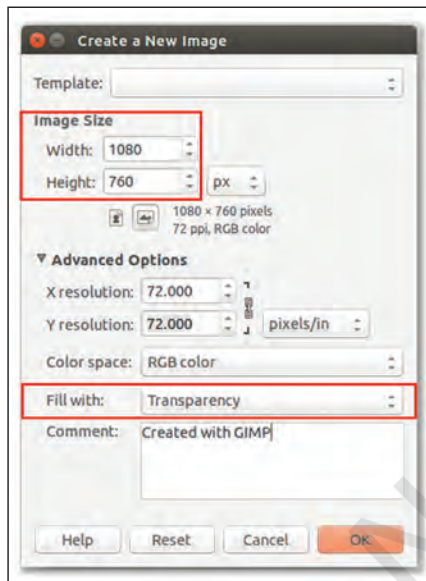 Create a New Image
Template:
Image Size
Width: 1080
Height: 760 px
1080 × 760 pixels
72 ppi, RGB color
Advanced Options
X resolution: 72.000
Y resolution: 72.000 pixels/in
Color space: RGB color
Fill with: Transparency
Comment: Created with GIMP
Help Reset Cancel OK